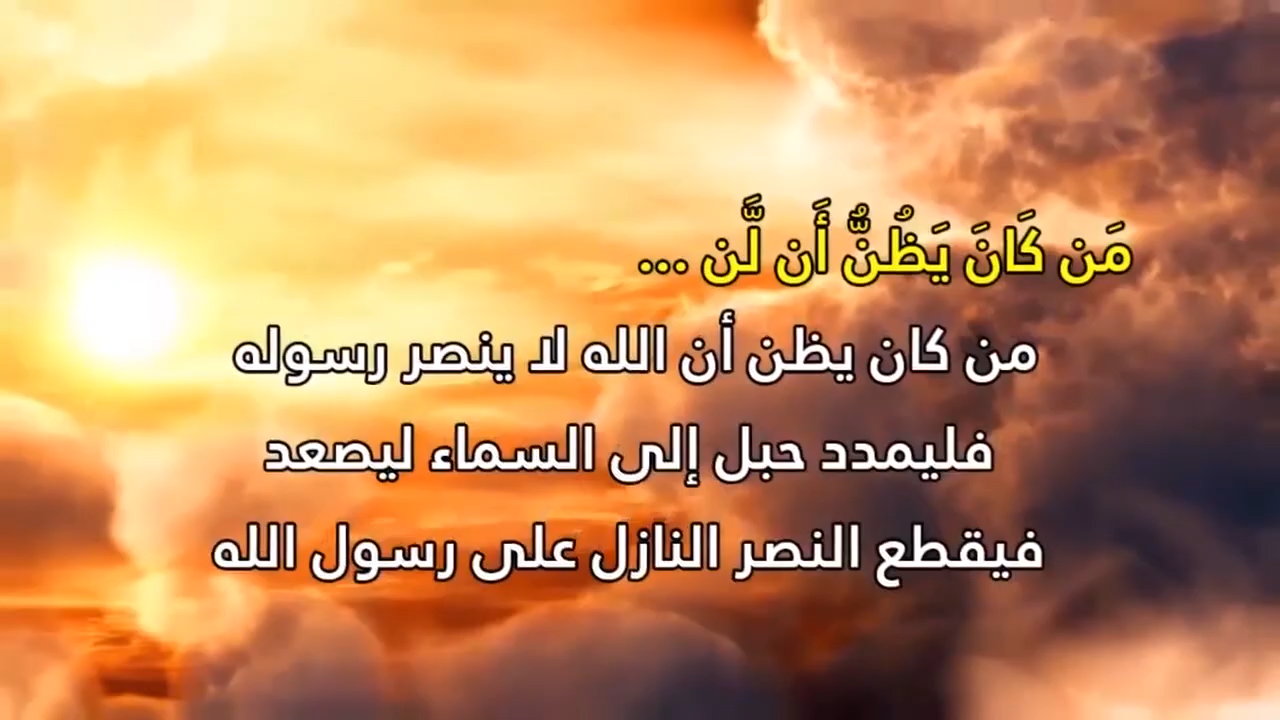 مَن كَانَ يَظُنُّ أَن لَّن ...
من كان يظن أن الله لا ينصر رسوله
فليمدد حبل إلى السماء ليصعد
فيقطع النصر النازل على رسول الله